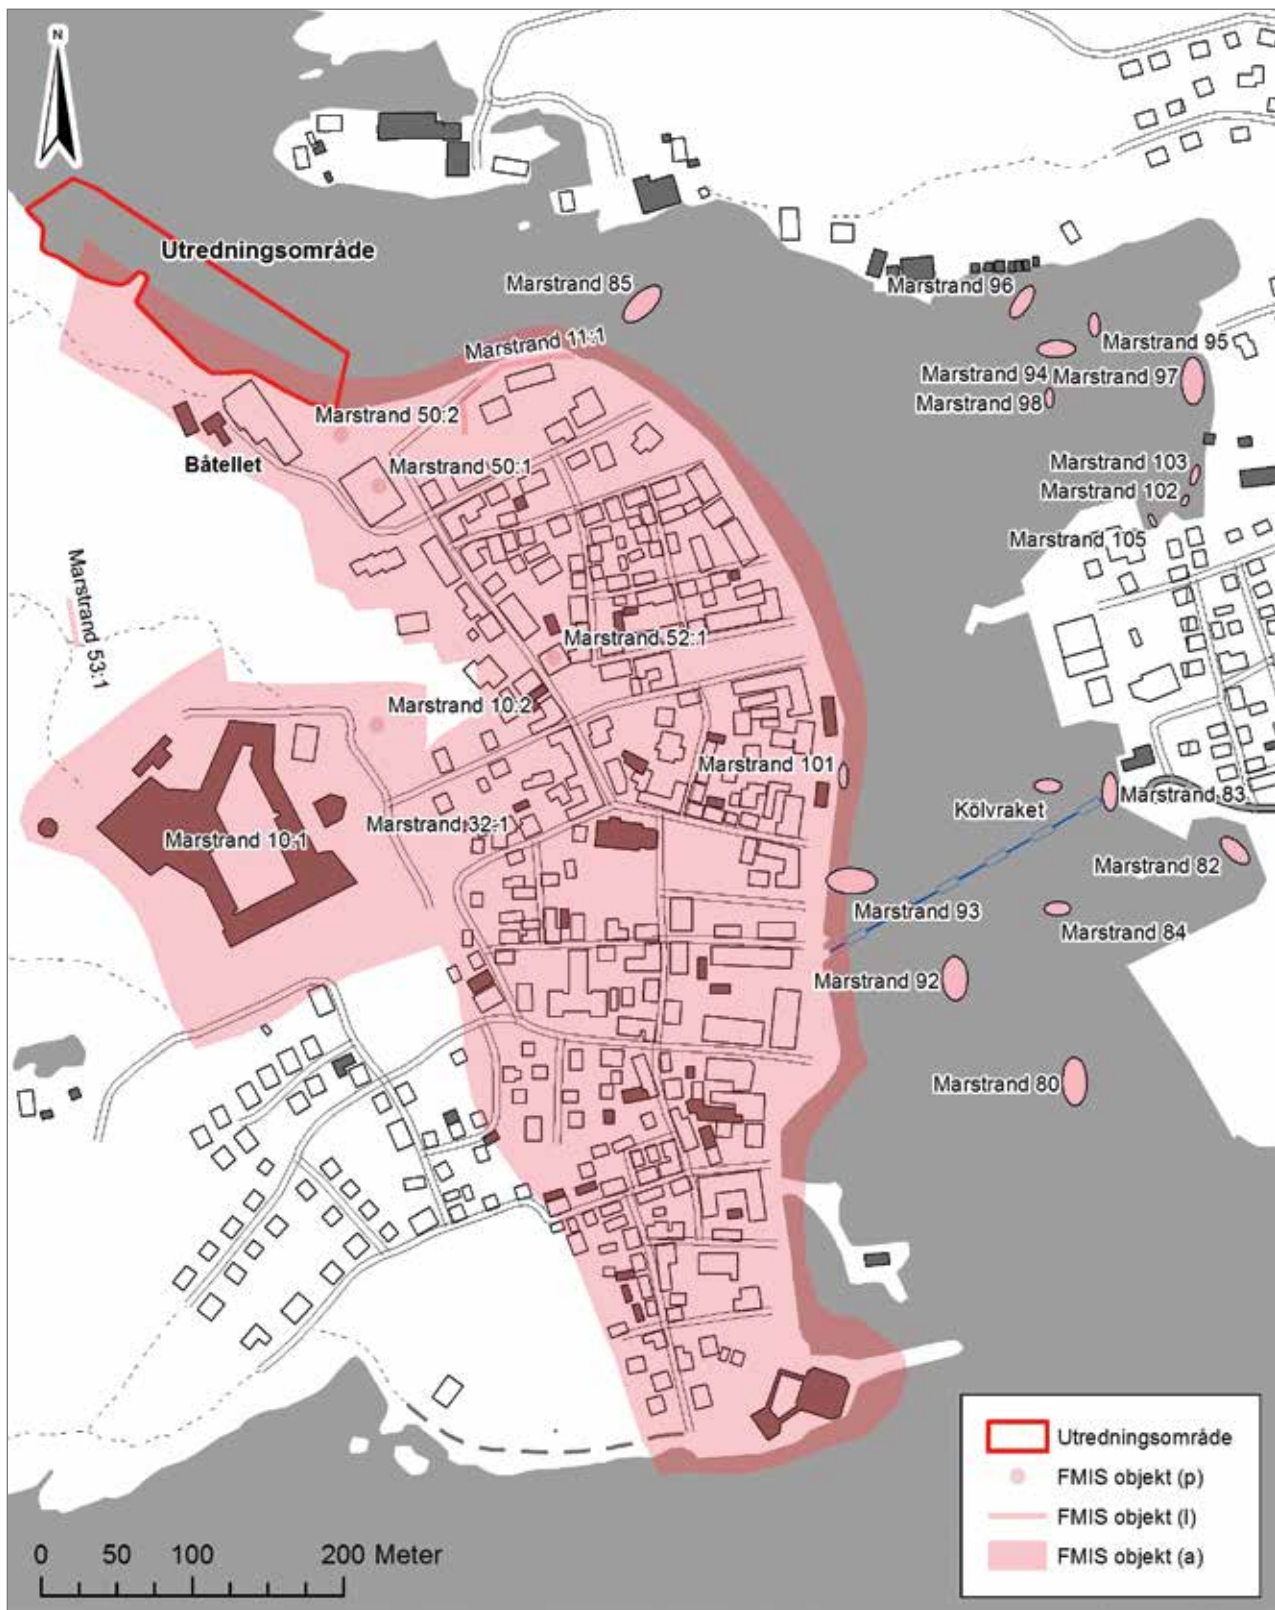 N
Utredningsområde
Marstrand 85
Marstrand 96
Marstrand 11:1
Marstrand 95
Marstrand 94
Marstrand 97
Marstrand 98
Marstrand 50:2
Båtellet
Marstrand 50:1
Marstrand 103
Marstrand 102
Marstrand 105
Marstrand 53:1
Marstrand 52:1
Marstrand 10:2
Marstrand 101
Kölvraket
Marstrand 83
Marstrand 32:1
Marstrand 10:1
Marstrand 82
Marstrand 93
Marstrand 84
Marstrand 92
Marstrand 80
Utredningsområde
FMIS objekt (p)
FMIS objekt (l)
FMIS objekt (a)
0 50 100 200 Meter